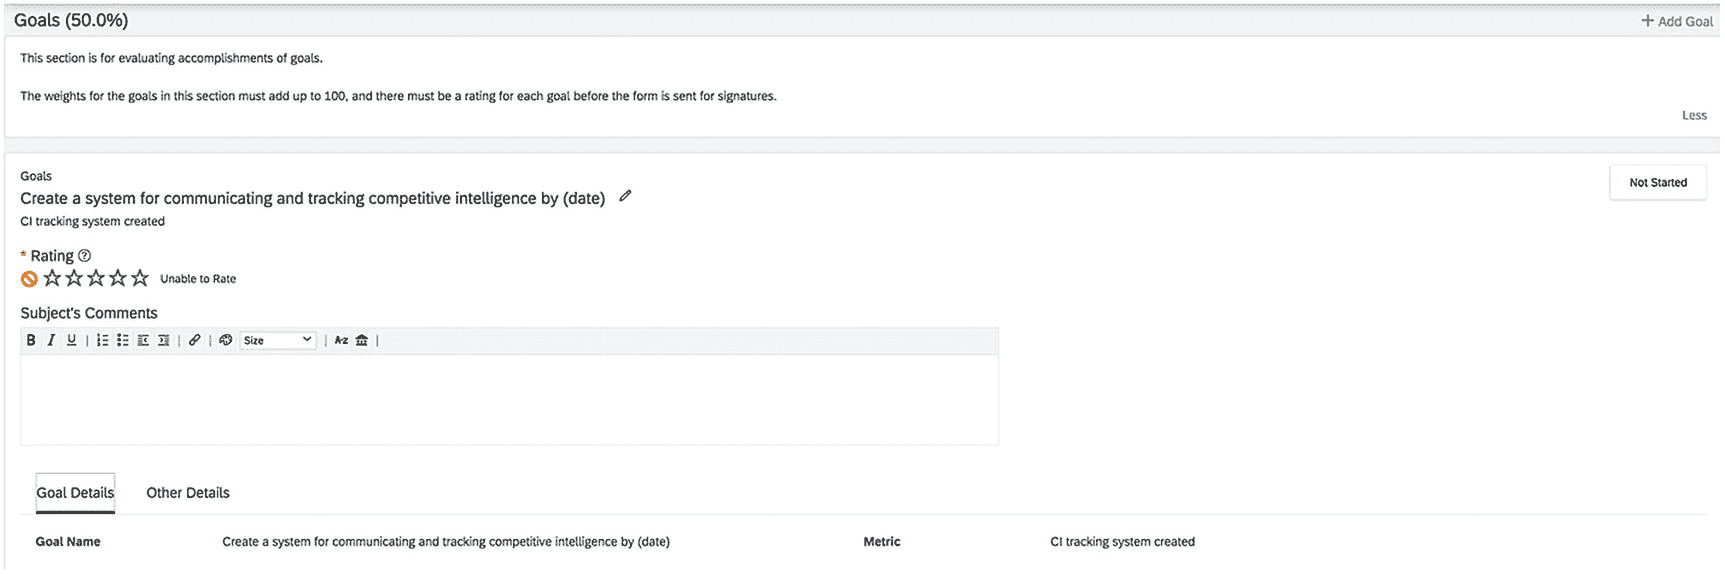 Goals (50.0%)
+ Add Goal
This section is for evaluating accomplishments of goals.
The weights for the goals in this section must add up to 100, and there must be a rating for each goal before the form is sent for signatures.
Less
Goals
Not Started
Create a system for communicating and tracking competitive intelligence by (date)
CI tracking system created
* Rating ?
Unable to Rate
Subject's Comments
B I U Size A-Z
Goal Details Other Details
Goal Name Create a system for communicating and tracking competitive intelligence by (date) Metric CI tracking system created